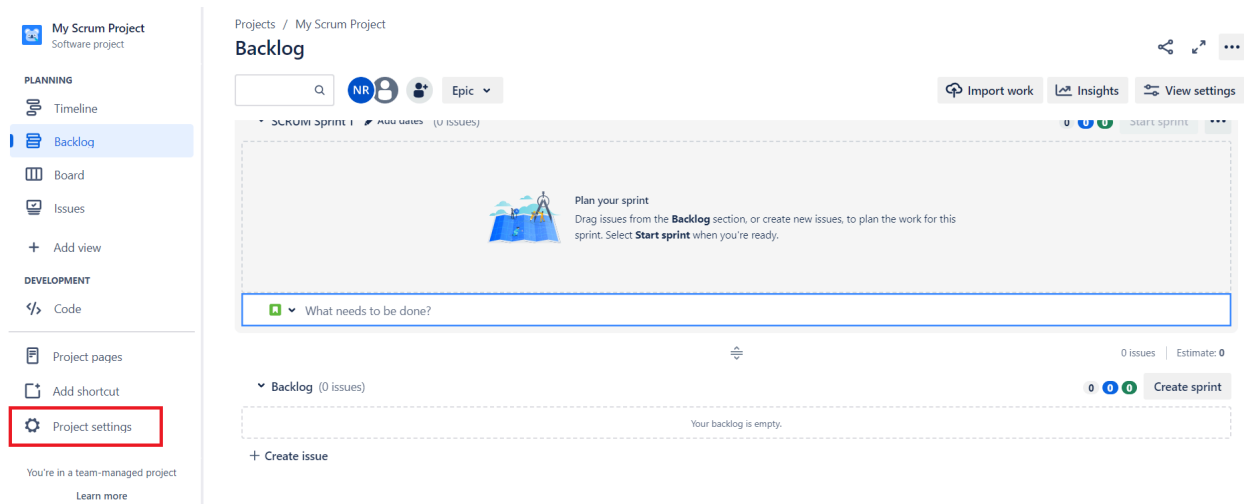 My Scrum Project
Software project
PLANNING
Timeline
Backlog
Board
Issues
+ Add view
DEVELOPMENT
</> Code
Project pages
Add shortcut
Project settings
You're in a team-managed project
Learn more
Projects / My Scrum Project
Backlog
NR
Epic
Import work
Insights
View settings
SCRUM Sprint 1 Add dates (0 issues)
0 0 0 Start sprint
Plan your sprint
Drag issues from the Backlog section, or create new issues, to plan the work for this
sprint. Select Start sprint when you're ready.
What needs to be done?
0 issues Estimate: 0
Backlog (0 issues)
0 0 0 Create sprint
Your backlog is empty.
+ Create issue